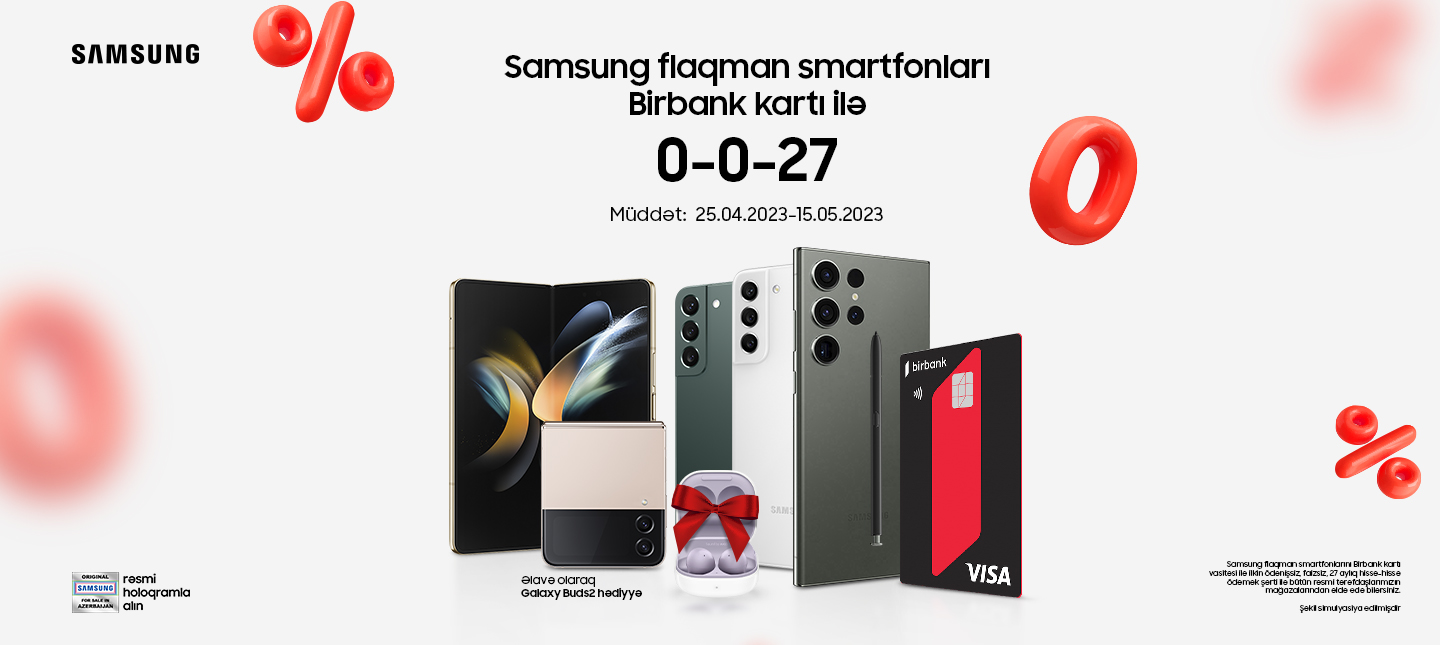 SAMSUNG
Samsung flaqman smartfonları
Birbank kartı ilə
0-0-27
Müddət: 25.04.2023-15.05.2023
birbank
SAMS
SAMSUNG
VISA
Əlavə olaraq
Galaxy Buds2 hədiyyə
ORIGINAL
SAMSUNG
FOR SALE IN
AZERBAIJAN
rəsmi
holoqramla
alın
Samsung flaqman smartfonlarını Birbank kartı
vasitəsi ilə ilkin ödənişsiz, faizsiz, 27 aylıq hissə-hissə
ödəmək şərti ilə bütün rəsmi tərəfdaşlarımızın
mağazalarından əldə edə bilərsiniz.
Şəkil simulyasiya edilmişdir